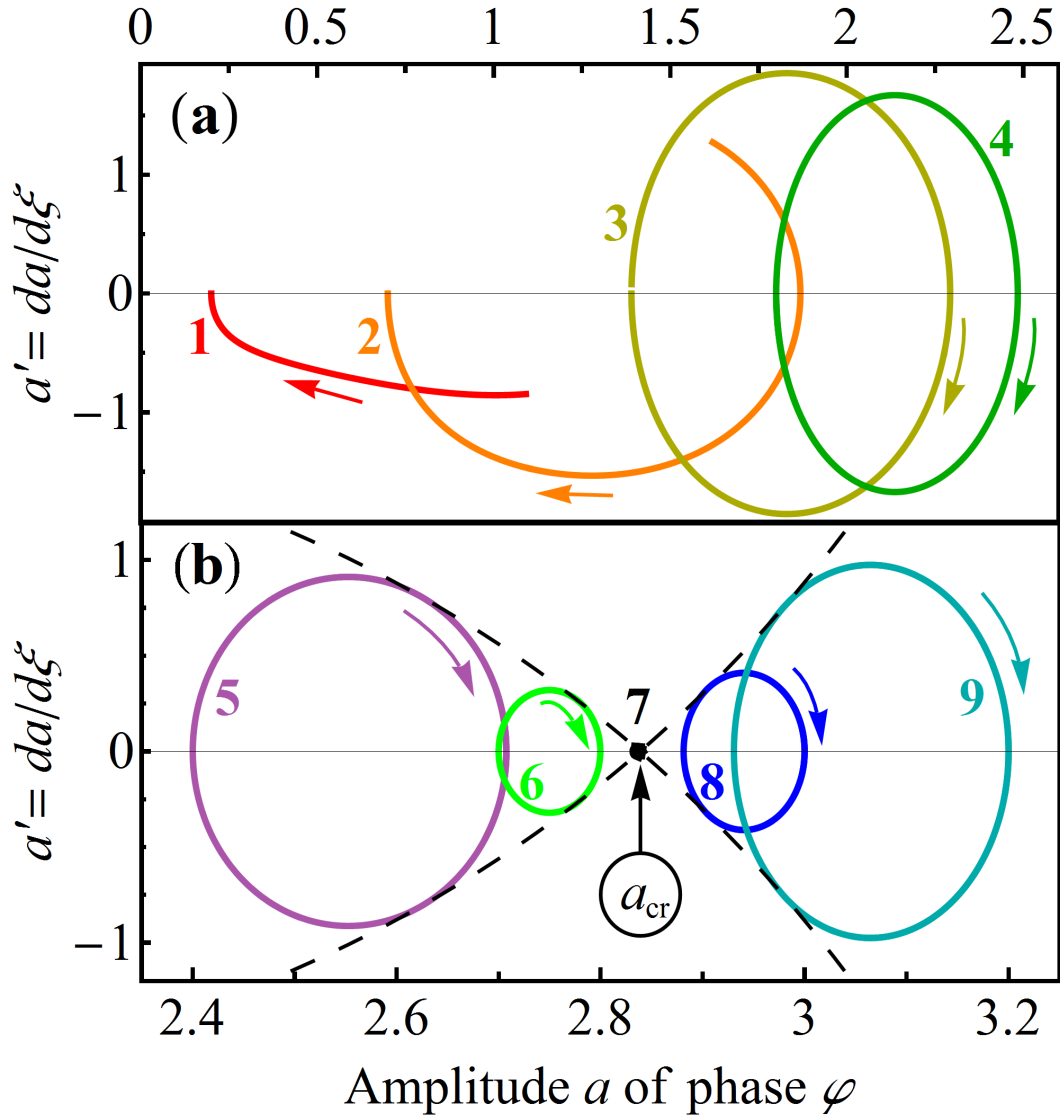 0 0.5 1 1.5 2 2.5
(a)
4
1
3
0
1 2
−1
a′ = da/dξ
(b)
1
7
5 9
0
6 8
a_cr
−1
a′ = da/dξ
2.4 2.6 2.8 3 3.2
Amplitude a of phase φ